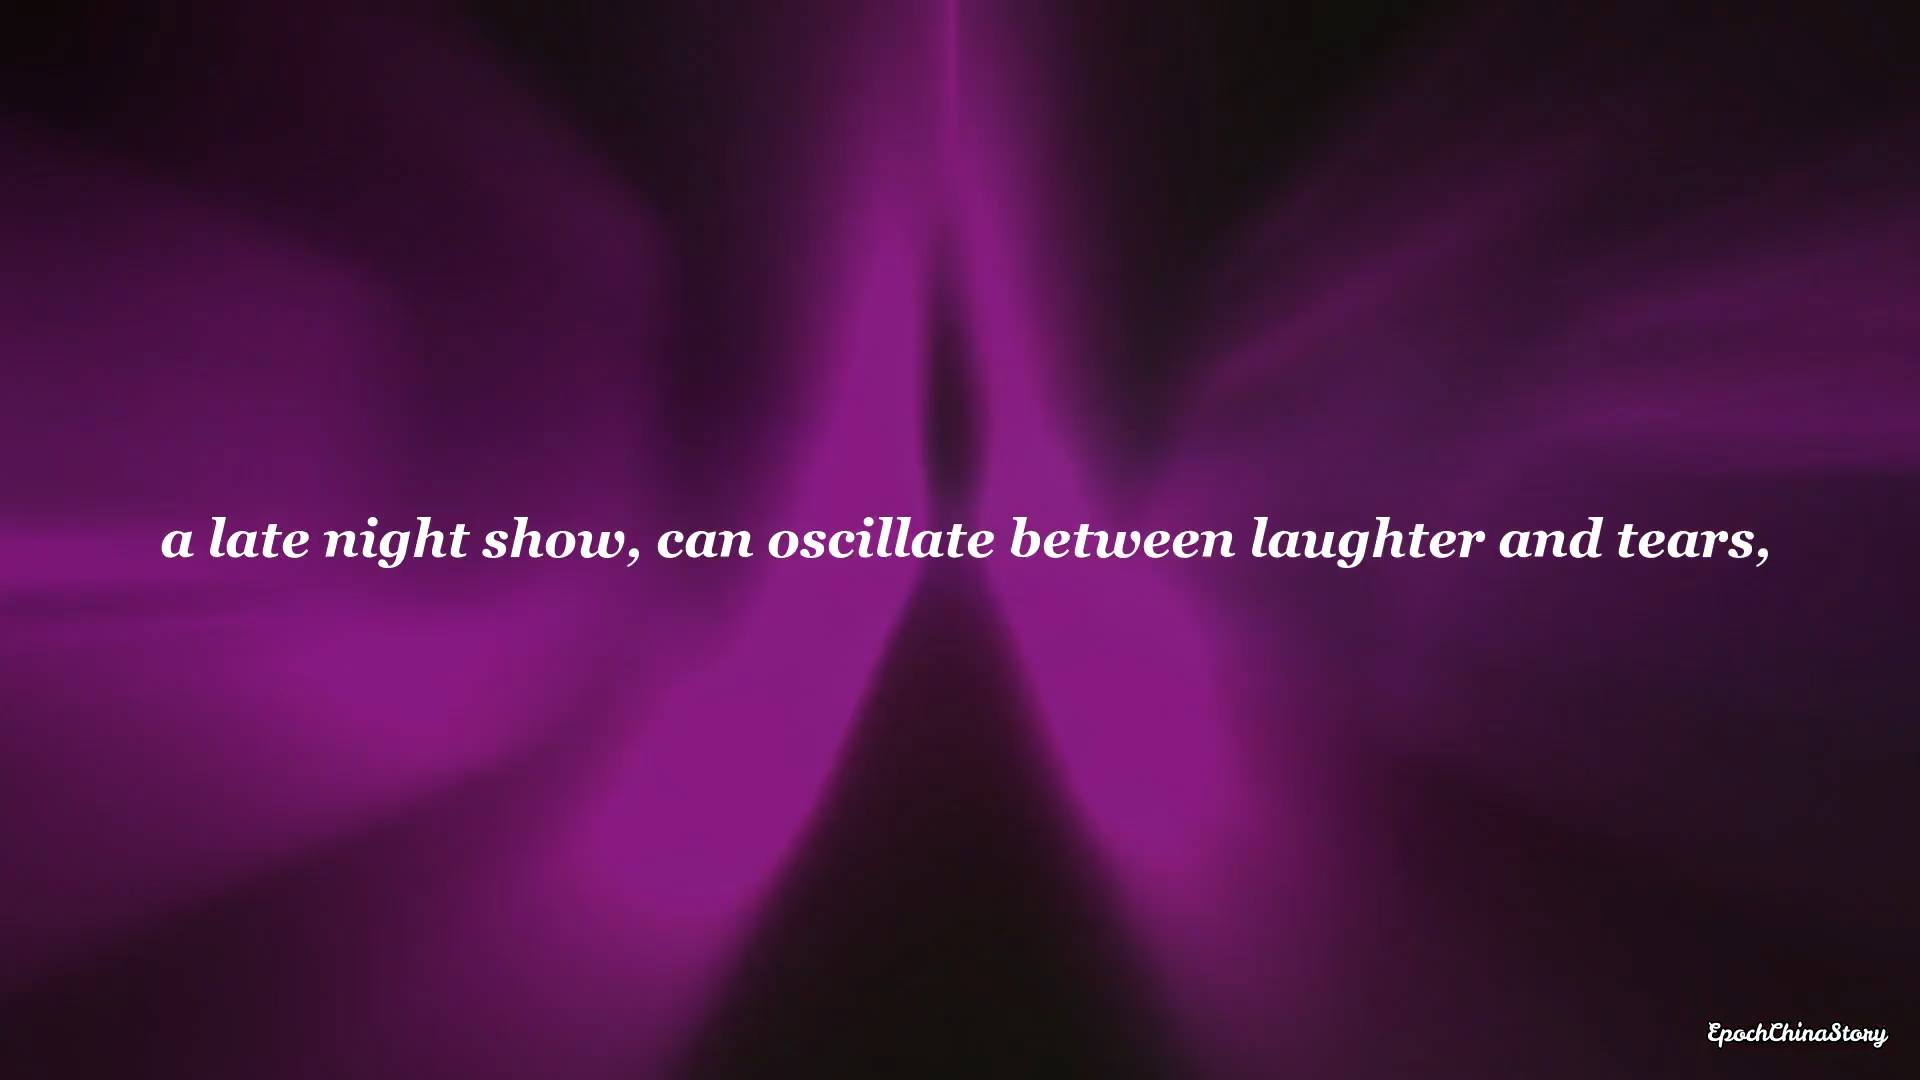 a late night show, can oscillate between laughter and tears,
EpochChinaStory